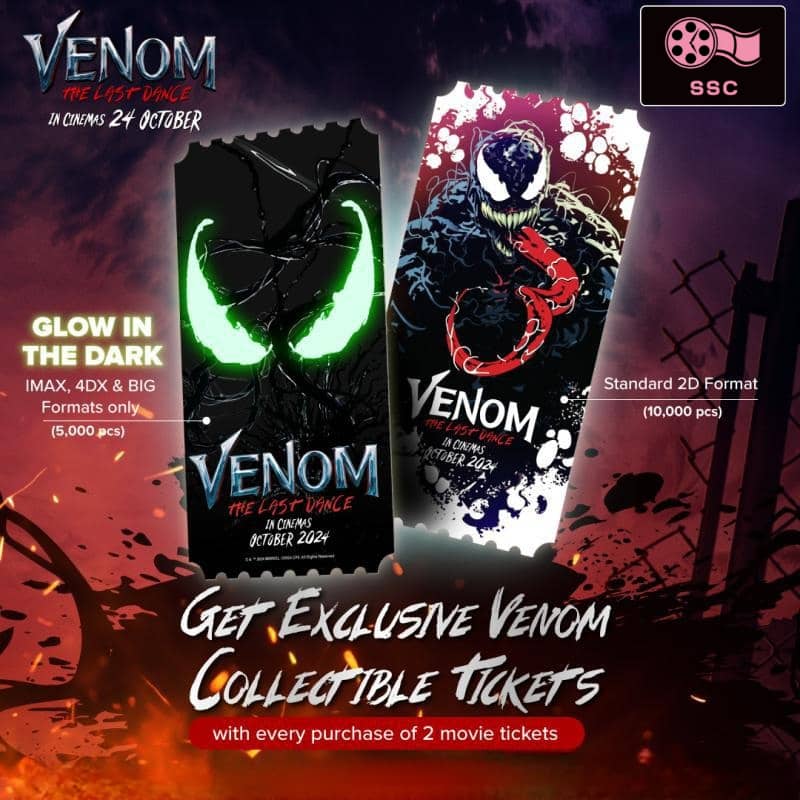 VENOM
THE LAST DANCE
IN CINEMAS 24 OCTOBER
SSC
GLOW IN
THE DARK
IMAX, 4DX & BIG
Formats only
(5,000 pcs)
VENOM
THE LAST DANCE
IN CINEMAS
OCTOBER 2024
VENOM
THE LAST DANCE
IN CINEMAS
OCTOBER 2024
Standard 2D Format
(10,000 pcs)
GET EXCLUSIVE VENOM
COLLECTIBLE TICKETS
with every purchase of 2 movie tickets